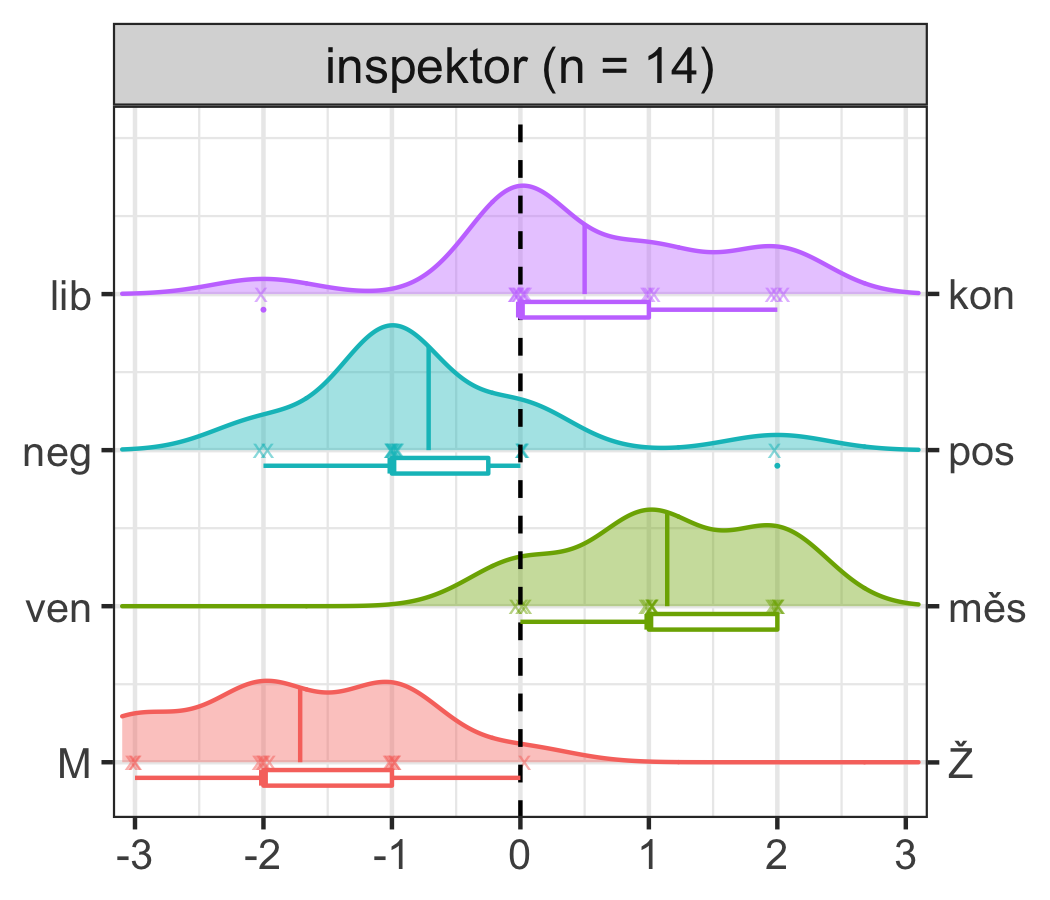 inspektor (n = 14)
lib kon
neg pos
ven měs
M Ž
-3 -2 -1 0 1 2 3